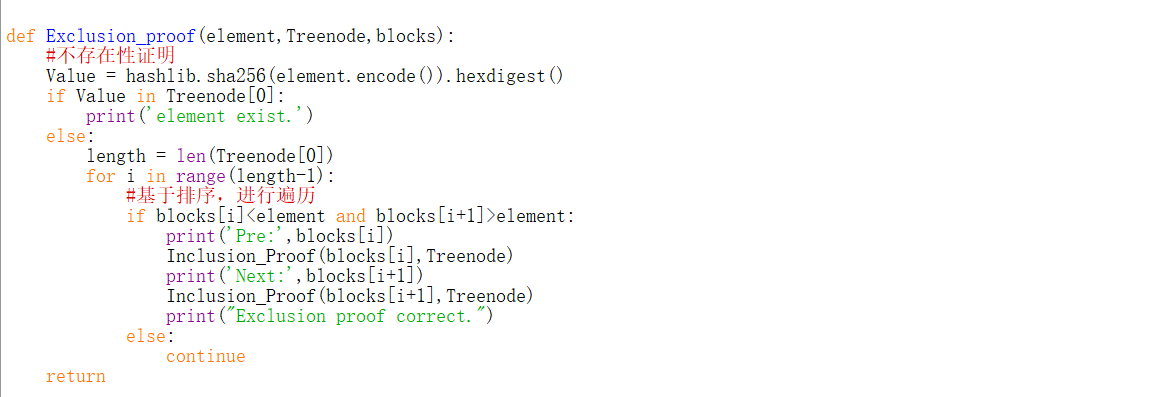 def Exclusion_proof(element,Treenode,blocks):
    #不存在性证明
    Value = hashlib.sha256(element.encode()).hexdigest()
    if Value in Treenode[0]:
        print('element exist.')
    else:
        length = len(Treenode[0])
        for i in range(length-1):
            #基于排序，进行遍历
            if blocks[i]<element and blocks[i+1]>element:
                print('Pre:',blocks[i])
                Inclusion_Proof(blocks[i],Treenode)
                print('Next:',blocks[i+1])
                Inclusion_Proof(blocks[i+1],Treenode)
                print("Exclusion proof correct.")
            else:
                continue
    return